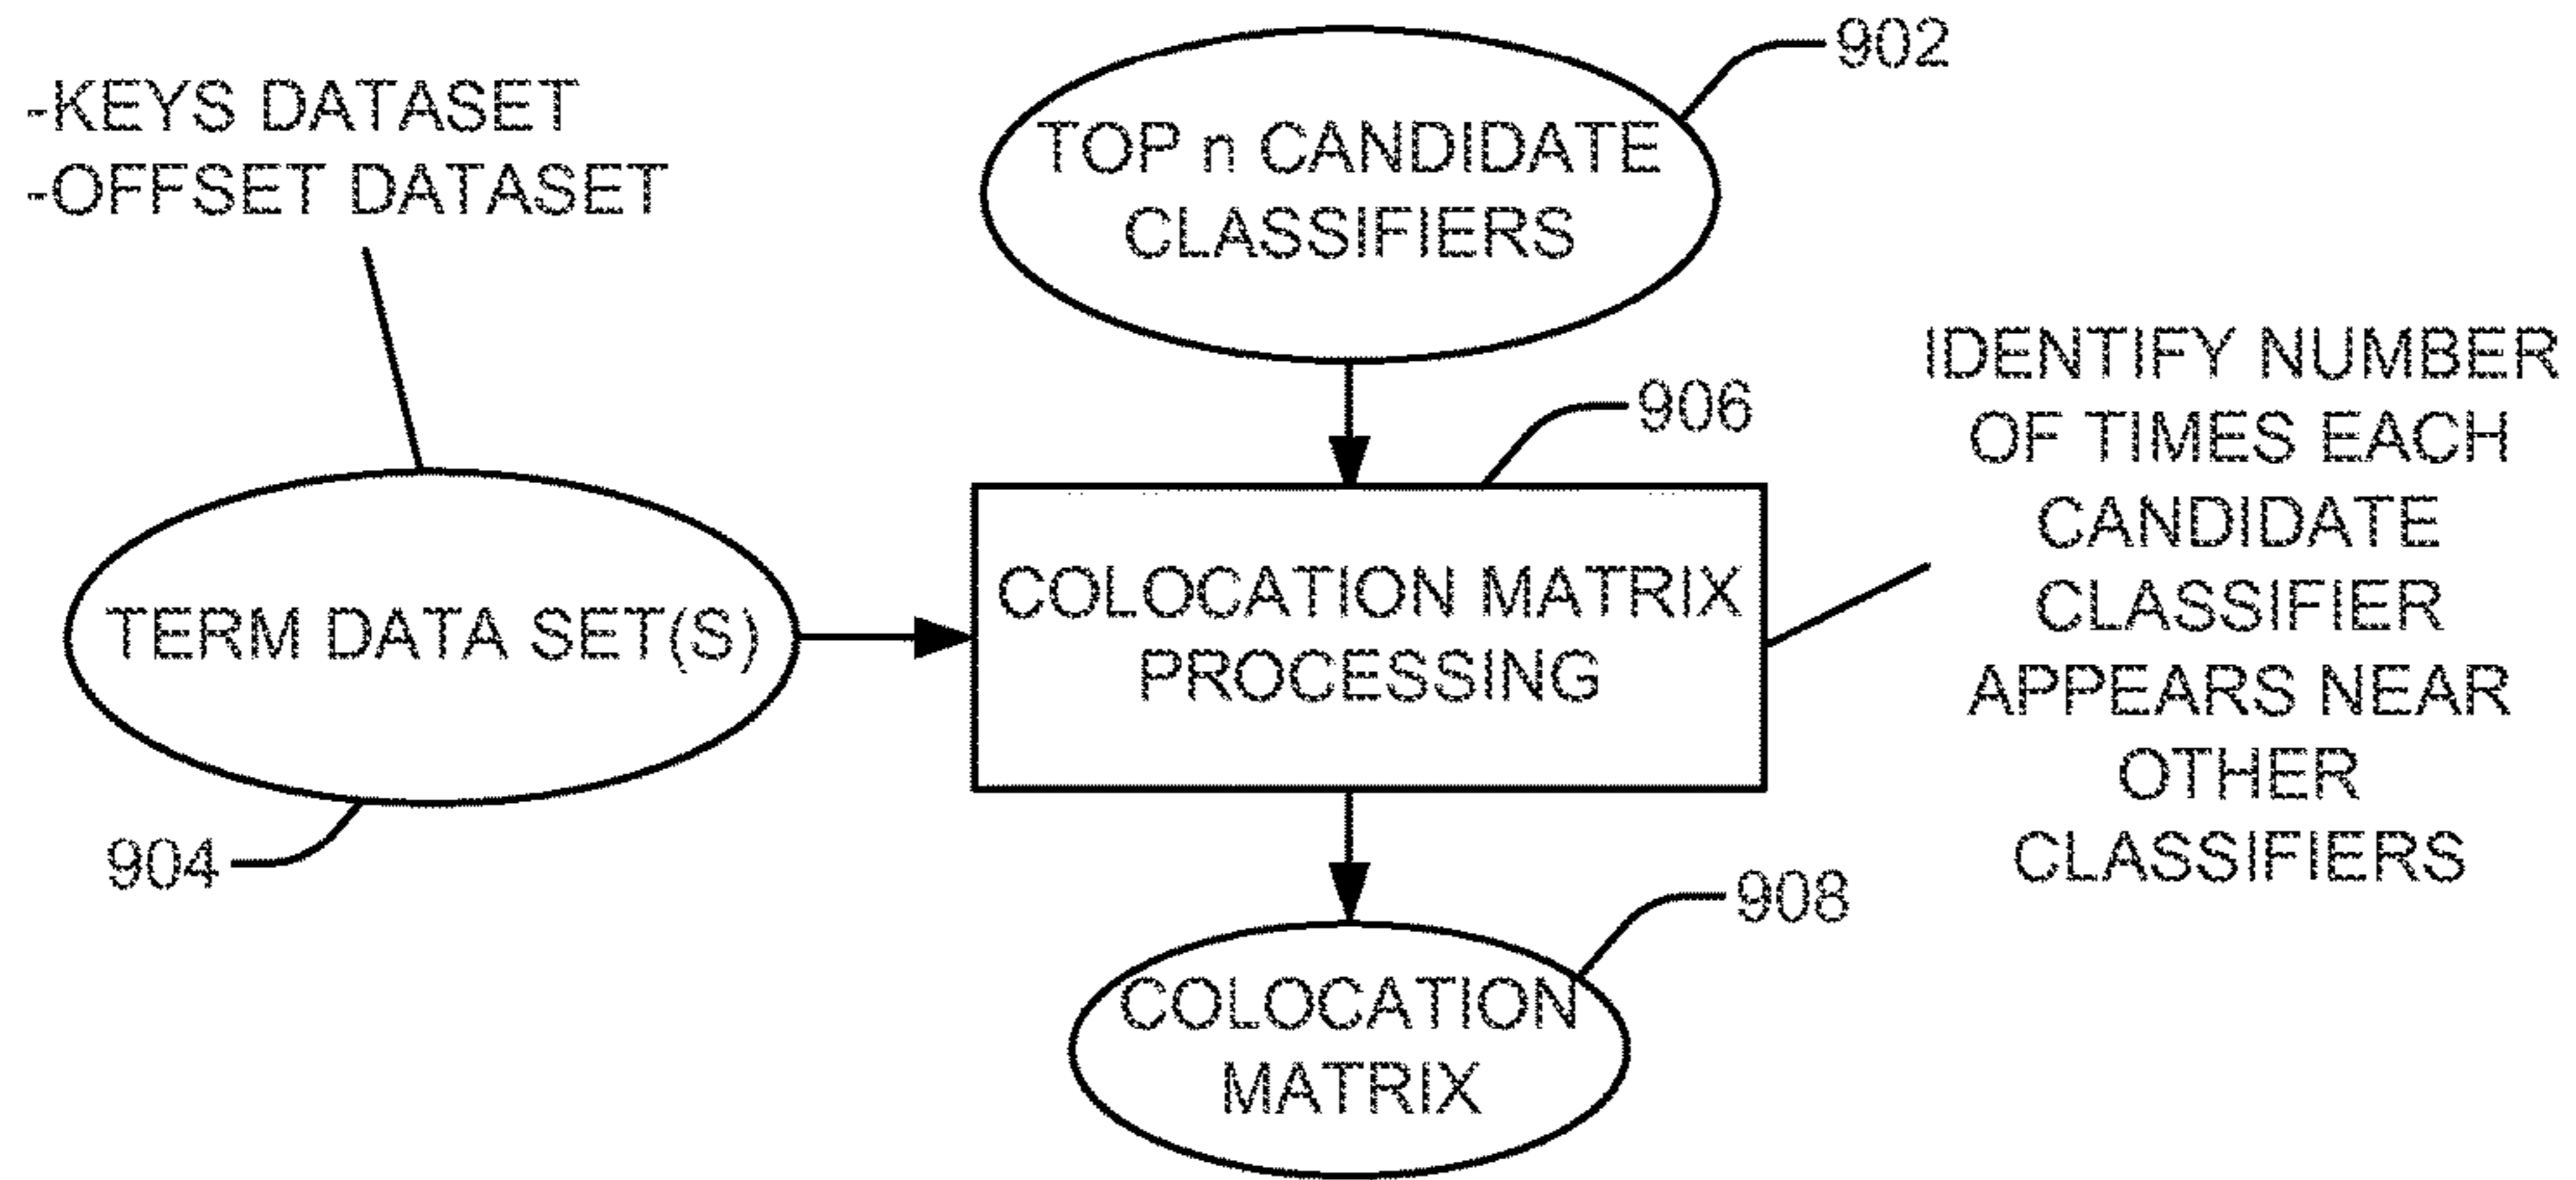 902
-KEYS DATASET
-OFFSET DATASET
TOP n CANDIDATE
CLASSIFIERS
906
IDENTIFY NUMBER
OF TIMES EACH
CANDIDATE
CLASSIFIER
APPEARS NEAR
OTHER
CLASSIFIERS
TERM DATA SET(S)
COLOCATION MATRIX
PROCESSING
904
908
COLOCATION
MATRIX